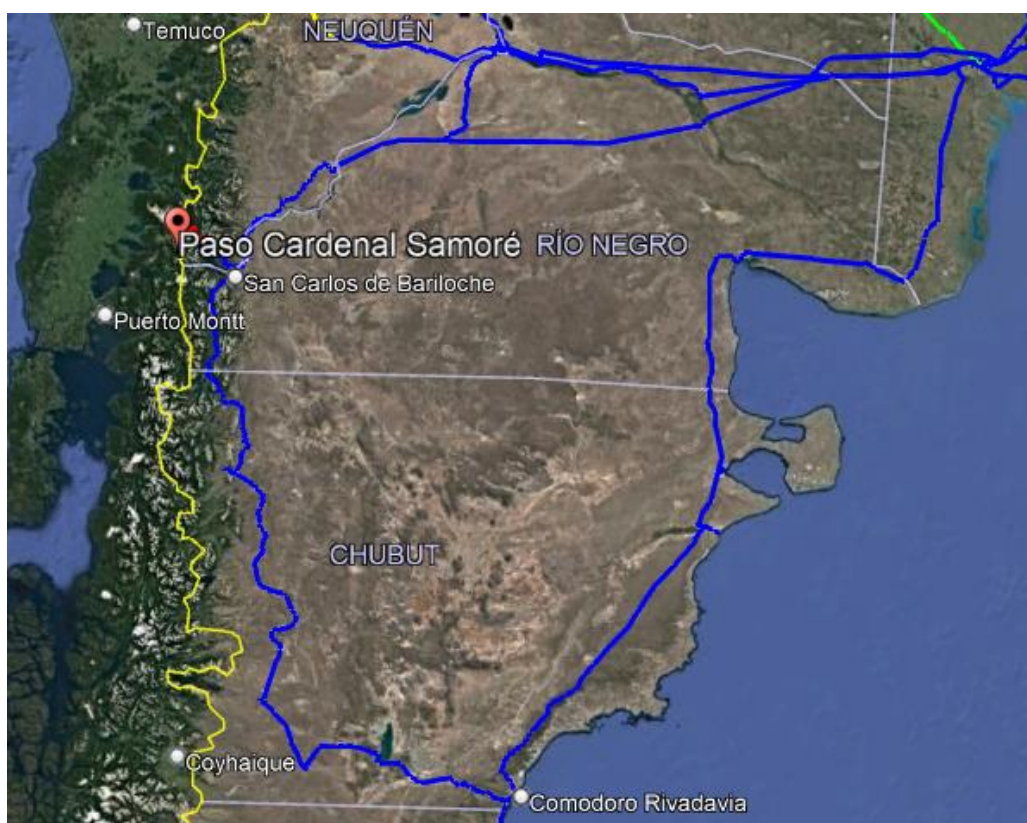 Temuco
NEUQUÉN
Paso Cardenal Samoré
RÍO NEGRO
San Carlos de Bariloche
Puerto Montt
CHUBUT
Coyhaique
Comodoro Rivadavia